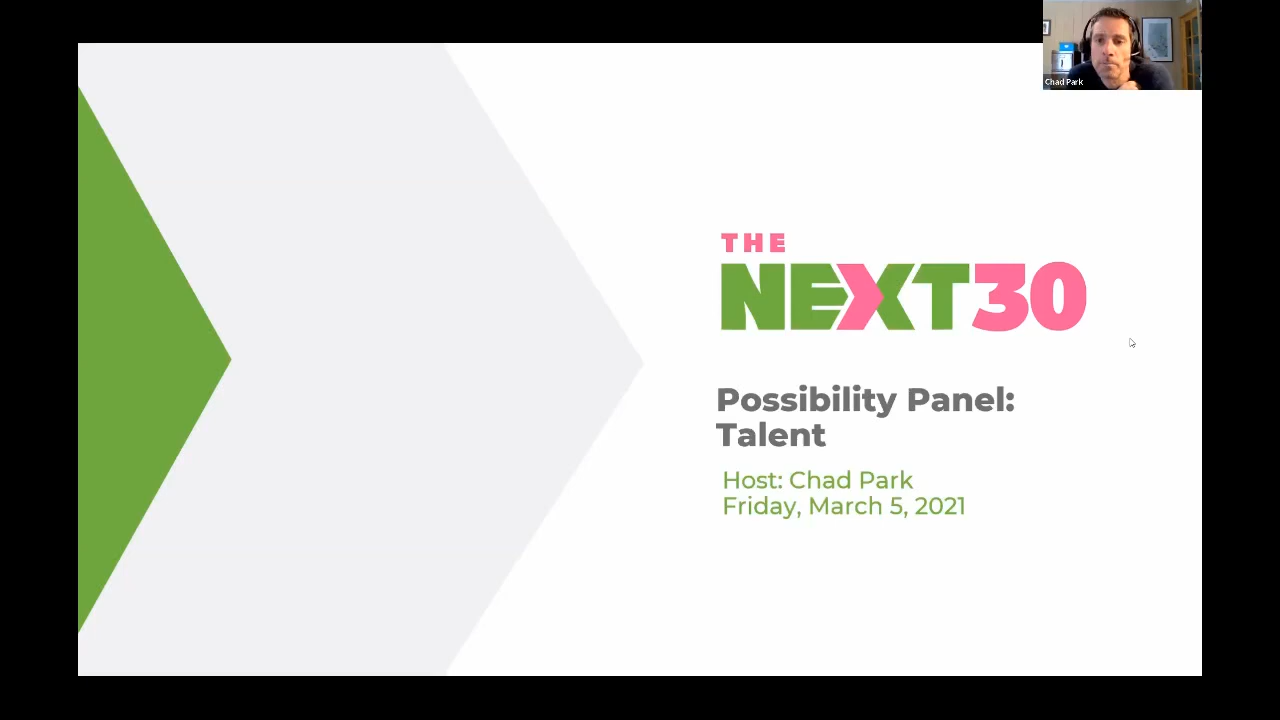 Chad Park
THE
NEXT30
Possibility Panel:
Talent
Host: Chad Park
Friday, March 5, 2021